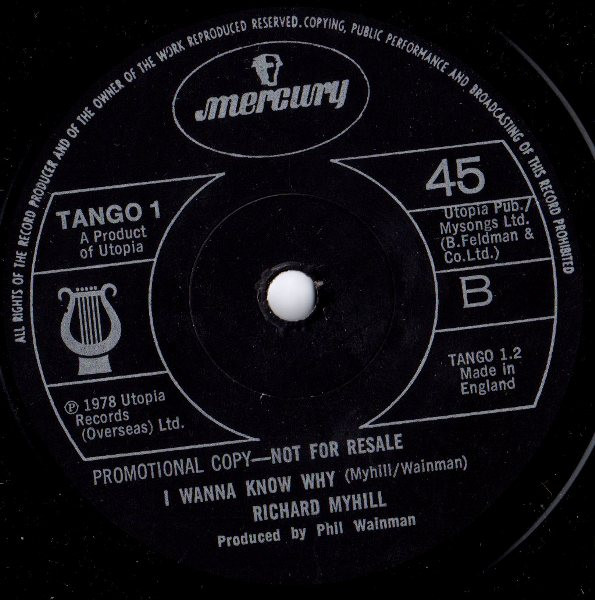 ALL RIGHTS OF THE RECORD PRODUCER AND OF THE OWNER OF THE WORK REPRODUCED RESERVED. COPYING, PUBLIC PERFORMANCE AND BROADCASTING OF THIS RECORD PROHIBITED
mercury
TANGO 1
A Product
of Utopia
45
Utopia Pub./
Mysongs Ltd.
(B.Feldman &
Co.Ltd.)
B
TANGO 1.2
Made in
England
℗ 1978 Utopia
Records
(Overseas) Ltd.
PROMOTIONAL COPY—NOT FOR RESALE
I WANNA KNOW WHY (Myhill/Wainman)
RICHARD MYHILL
Produced by Phil Wainman